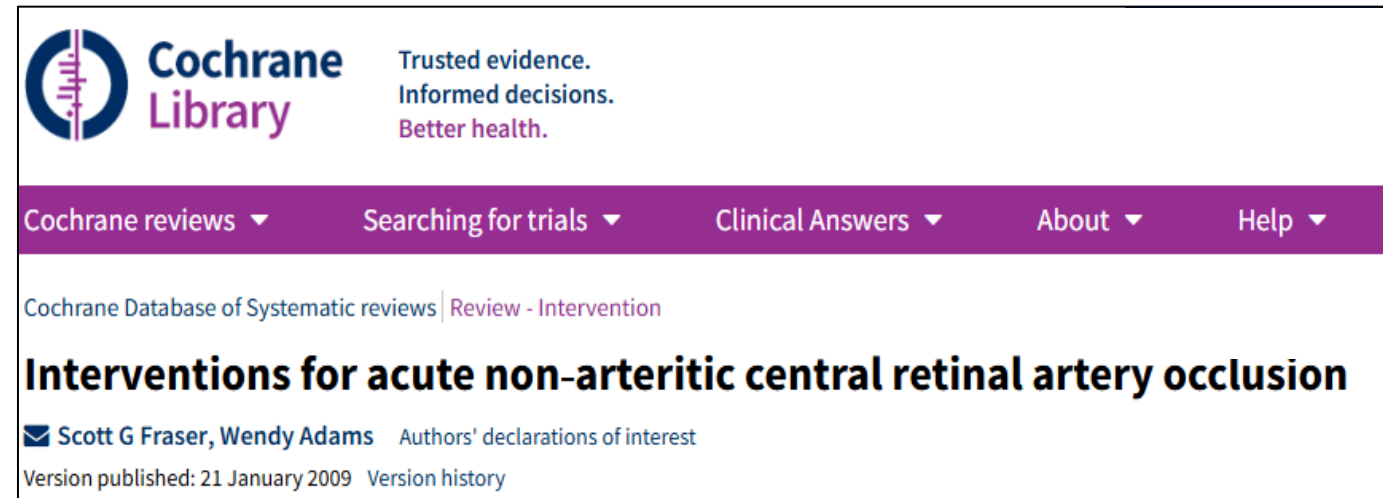 Cochrane
Library
Trusted evidence.
Informed decisions.
Better health.
Cochrane reviews Searching for trials Clinical Answers About Help
Cochrane Database of Systematic reviews Review - Intervention
Interventions for acute non-arteritic central retinal artery occlusion
Scott G Fraser, Wendy Adams Authors' declarations of interest
Version published: 21 January 2009 Version history